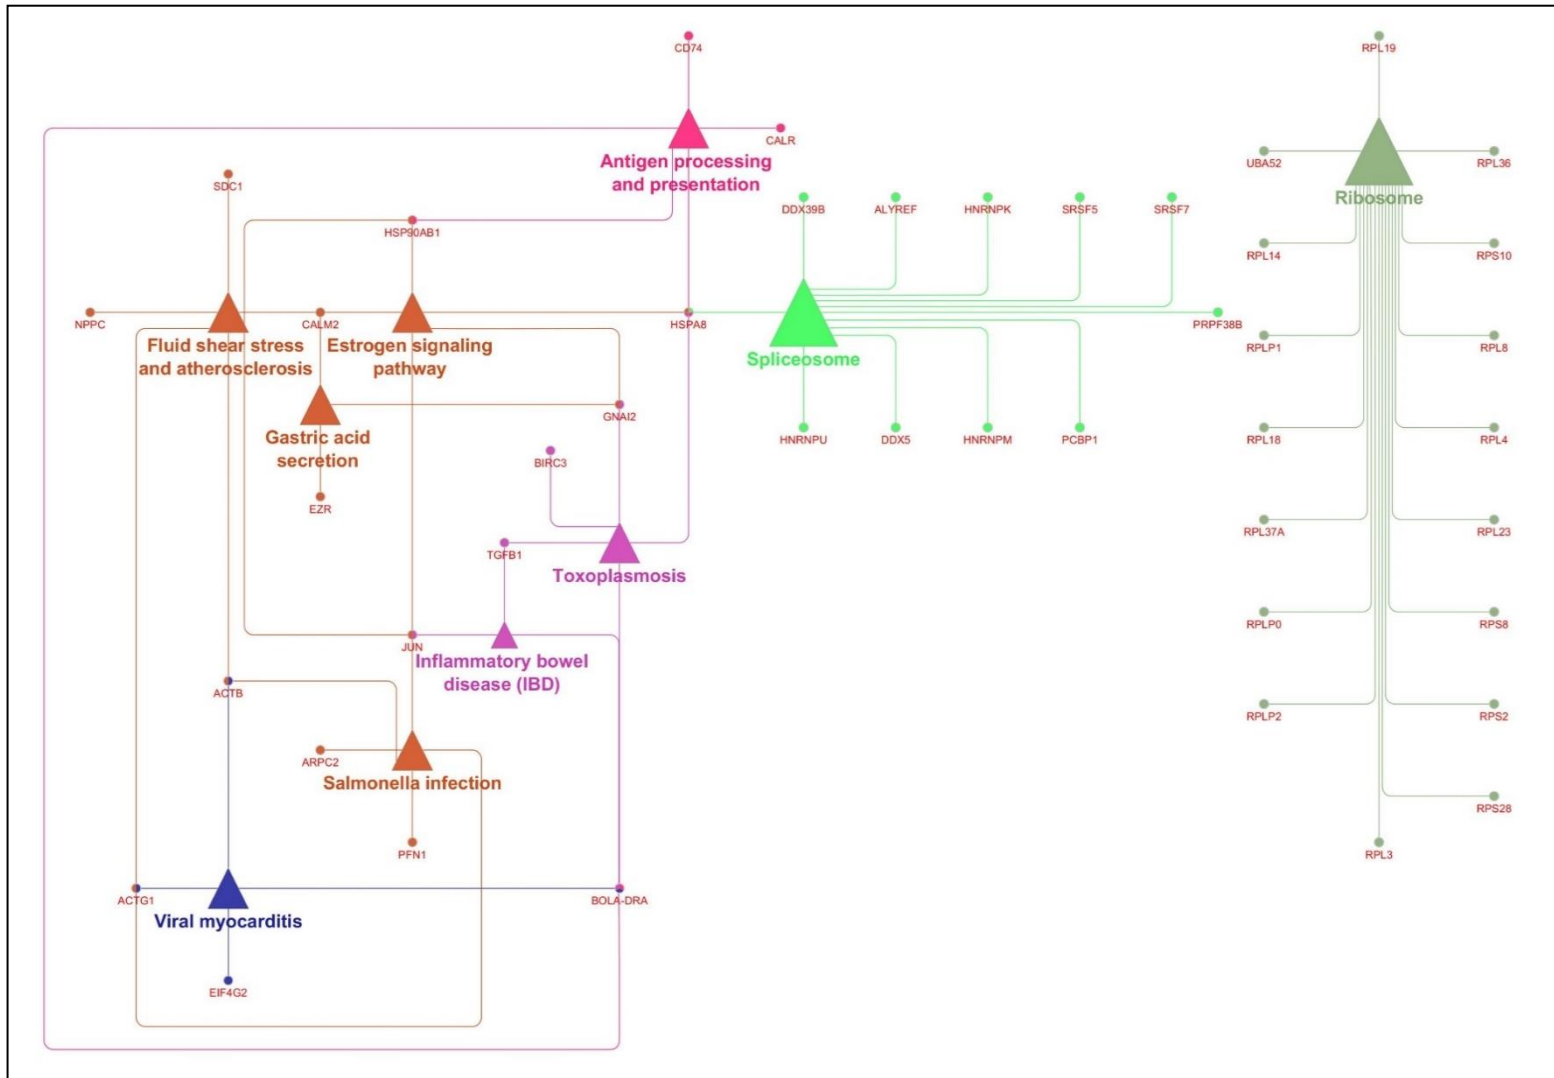 CD74
RPL19
CALR
Antigen processing
and presentation
UBA52
RPL36
Ribosome
SDC1
DDX39B
ALYREF
HNRNPK
SRSF5
SRSF7
HSP90AB1
RPL14
RPS10
NPPC
CALM2
HSPA8
PRPF38B
Fluid shear stress
and atherosclerosis
Estrogen signaling
pathway
Spliceosome
RPLP1
RPL8
GNAI2
Gastric acid
secretion
HNRNPU
DDX5
HNRNPM
PCBP1
RPL18
RPL4
BIRC3
EZR
RPL37A
RPL23
TGFB1
Toxoplasmosis
RPLP0
RPS8
JUN
Inflammatory bowel
disease (IBD)
ACTB
RPLP2
RPS2
ARPC2
Salmonella infection
RPS28
PFN1
RPL3
ACTG1
BOLA-DRA
Viral myocarditis
EIF4G2